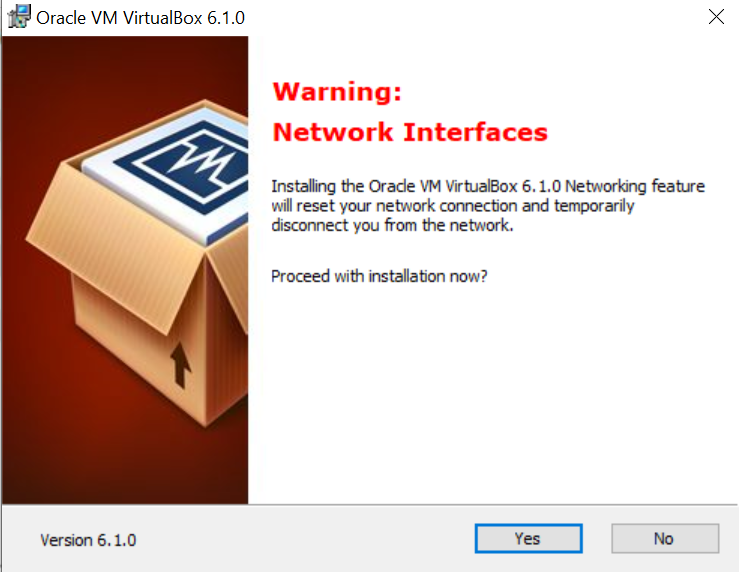 Oracle VM VirtualBox 6.1.0
Warning:
Network Interfaces
Installing the Oracle VM VirtualBox 6.1.0 Networking feature
will reset your network connection and temporarily
disconnect you from the network.
Proceed with installation now?
Version 6.1.0
Yes
No